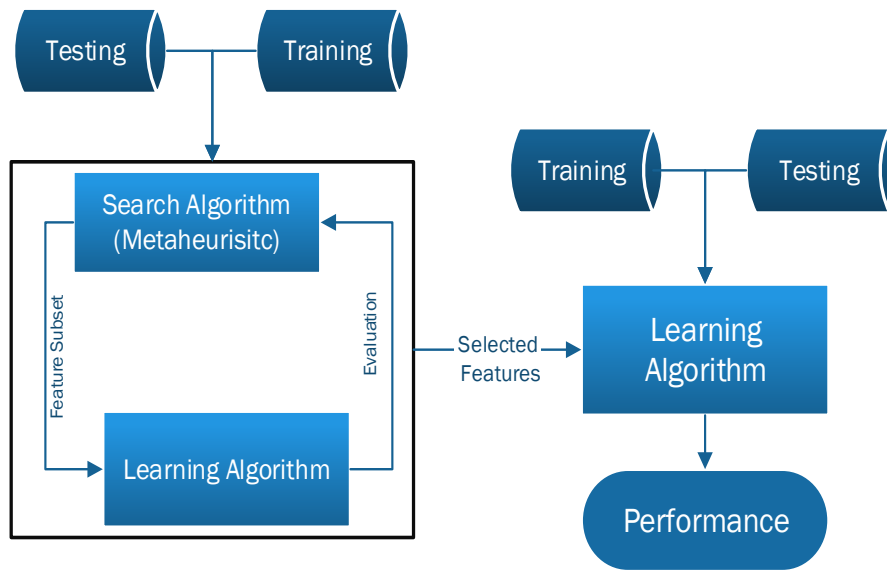 Testing
Training
Search Algorithm
(Metaheurisitc)
Feature Subset
Evaluation
Learning Algorithm
Selected
Features
Training
Testing
Learning
Algorithm
Performance